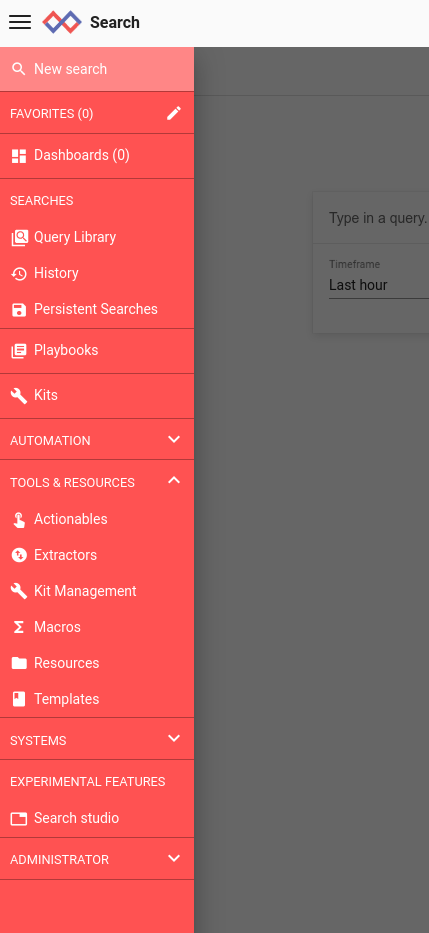 Search
New search
FAVORITES (0)
Dashboards (0)
SEARCHES
Query Library
History
Persistent Searches
Playbooks
Kits
AUTOMATION
TOOLS & RESOURCES
Actionables
Extractors
Kit Management
Macros
Resources
Templates
SYSTEMS
EXPERIMENTAL FEATURES
Search studio
ADMINISTRATOR
Type in a query.
Timeframe
Last hour